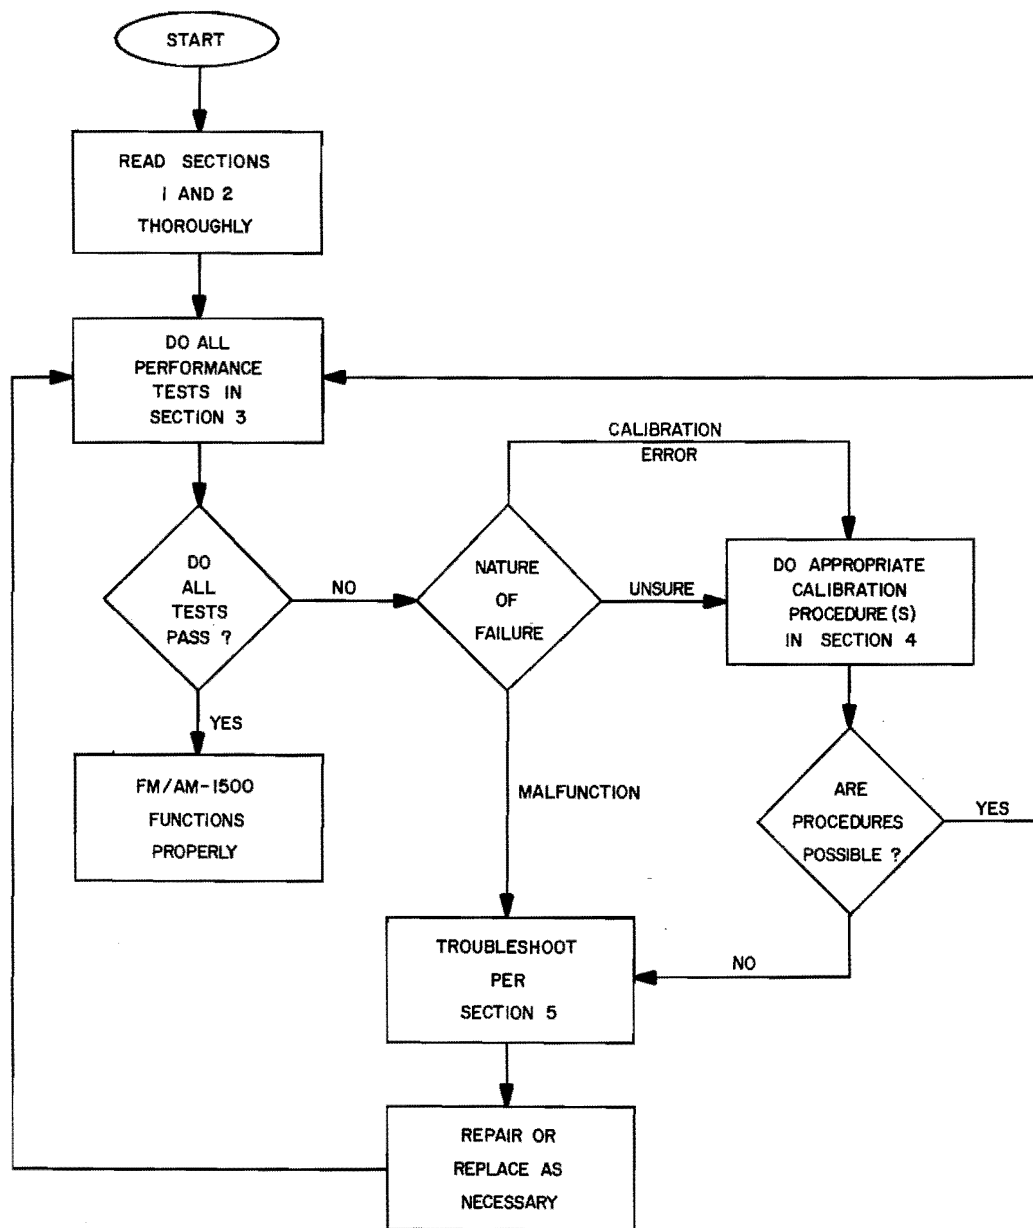 START
READ SECTIONS
1 AND 2
THOROUGHLY
DO ALL
PERFORMANCE
TESTS IN
SECTION 3
DO
ALL
TESTS
PASS ?
NO
YES
FM/AM-1500
FUNCTIONS
PROPERLY
NATURE
OF
FAILURE
CALIBRATION
ERROR
UNSURE
MALFUNCTION
DO APPROPRIATE
CALIBRATION
PROCEDURE(S)
IN SECTION 4
ARE
PROCEDURES
POSSIBLE ?
YES
NO
TROUBLESHOOT
PER
SECTION 5
REPAIR OR
REPLACE AS
NECESSARY